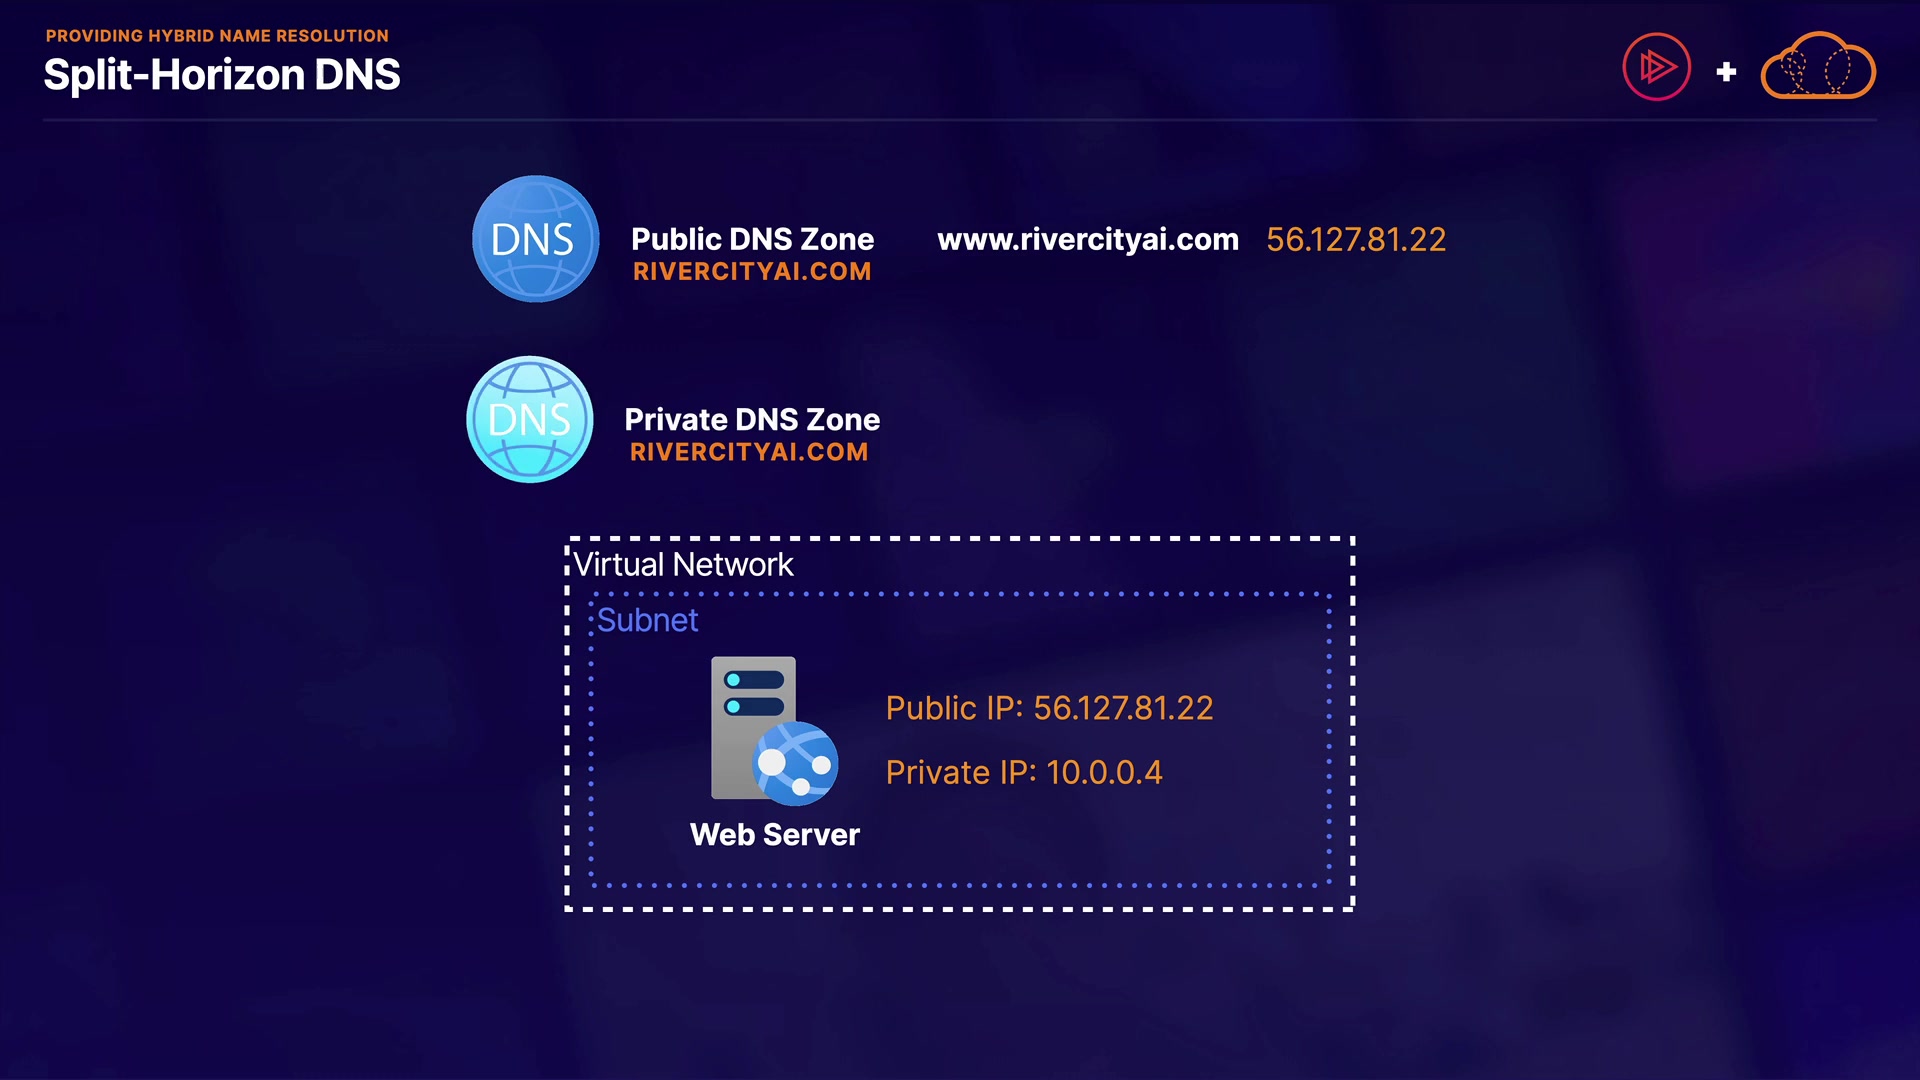 PROVIDING HYBRID NAME RESOLUTION
Split-Horizon DNS
DNS
Public DNS Zone
RIVERCITYAI.COM
www.rivercityai.com 56.127.81.22
DNS
Private DNS Zone
RIVERCITYAI.COM
Virtual Network
Subnet
Public IP: 56.127.81.22
Private IP: 10.0.0.4
Web Server